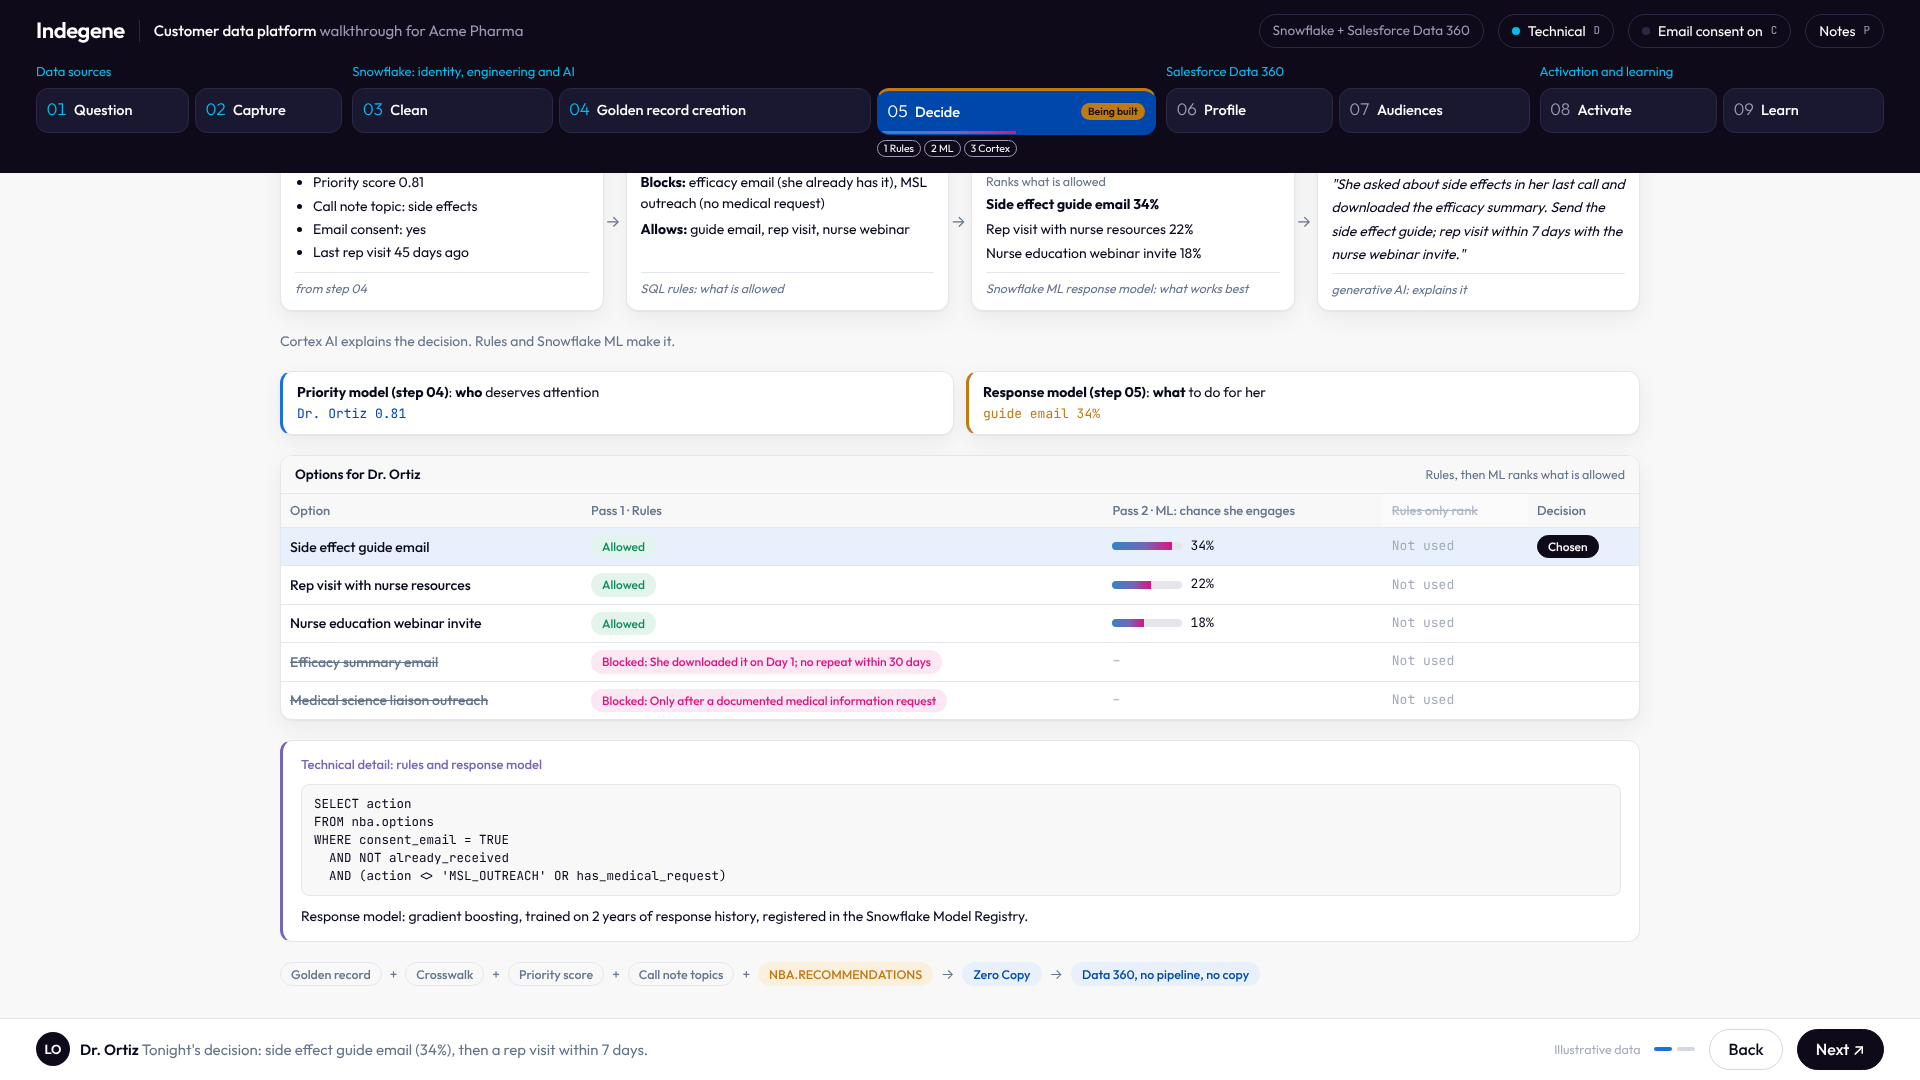 Indegene
Customer data platform walkthrough for Acme Pharma
Snowflake + Salesforce Data 360
Technical D
Email consent on C
Notes P
Data sources
Snowflake: identity, engineering and AI
Salesforce Data 360
Activation and learning
01 Question
02 Capture
03 Clean
04 Golden record creation
05 Decide
Being built
06 Profile
07 Audiences
08 Activate
09 Learn
1 Rules
2 ML
3 Cortex
Priority score 0.81
Call note topic: side effects
Email consent: yes
Last rep visit 45 days ago
from step 04
→
Blocks: efficacy email (she already has it), MSL
outreach (no medical request)
Allows: guide email, rep visit, nurse webinar
SQL rules: what is allowed
→
Ranks what is allowed
Side effect guide email 34%
Rep visit with nurse resources 22%
Nurse education webinar invite 18%
Snowflake ML response model: what works best
→
"She asked about side effects in her last call and
downloaded the efficacy summary. Send the
side effect guide; rep visit within 7 days with the
nurse webinar invite."
generative AI: explains it
Cortex AI explains the decision. Rules and Snowflake ML make it.
Priority model (step 04): who deserves attention
Dr. Ortiz 0.81
Response model (step 05): what to do for her
guide email 34%
Options for Dr. Ortiz
Rules, then ML ranks what is allowed
Option
Pass 1 · Rules
Pass 2 · ML: chance she engages
Rules only rank
Decision
Side effect guide email
Allowed
34%
Not used
Chosen
Rep visit with nurse resources
Allowed
22%
Not used
Nurse education webinar invite
Allowed
18%
Not used
Efficacy summary email
Blocked: She downloaded it on Day 1; no repeat within 30 days
–
Not used
Medical science liaison outreach
Blocked: Only after a documented medical information request
–
Not used
Technical detail: rules and response model
SELECT action
FROM nba.options
WHERE consent_email = TRUE
AND NOT already_received
AND (action <> 'MSL_OUTREACH' OR has_medical_request)
Response model: gradient boosting, trained on 2 years of response history, registered in the Snowflake Model Registry.
Golden record + Crosswalk + Priority score + Call note topics + NBA.RECOMMENDATIONS → Zero Copy → Data 360, no pipeline, no copy
LO
Dr. Ortiz Tonight's decision: side effect guide email (34%), then a rep visit within 7 days.
Illustrative data
Back
Next ↗